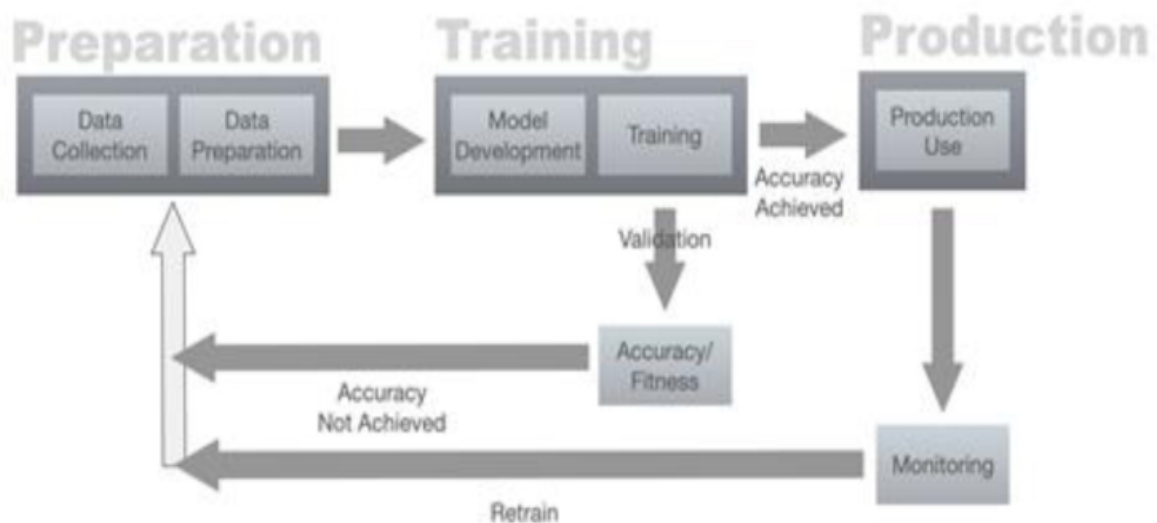 Preparation
Training
Production
Data
Collection
Data
Preparation
Model
Development
Training
Production
Use
Accuracy
Achieved
Validation
Accuracy/
Fitness
Accuracy
Not Achieved
Monitoring
Retrain